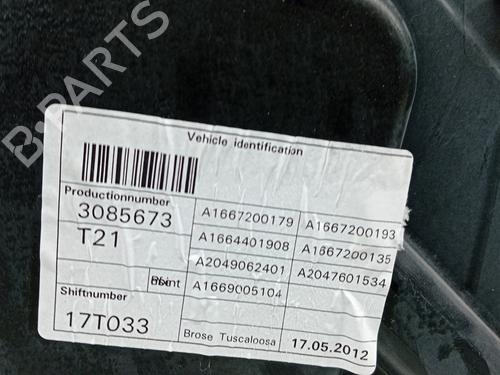 B-PARTS
Vehicle identification
Productionnumber
3085673
T21
A1667200179 A1667200193
A1664401908 A1667200135
A2049062401 A2047601534
A1669005104
Shiftnumber
17T033
Brose Tuscaloosa 17.05.2012